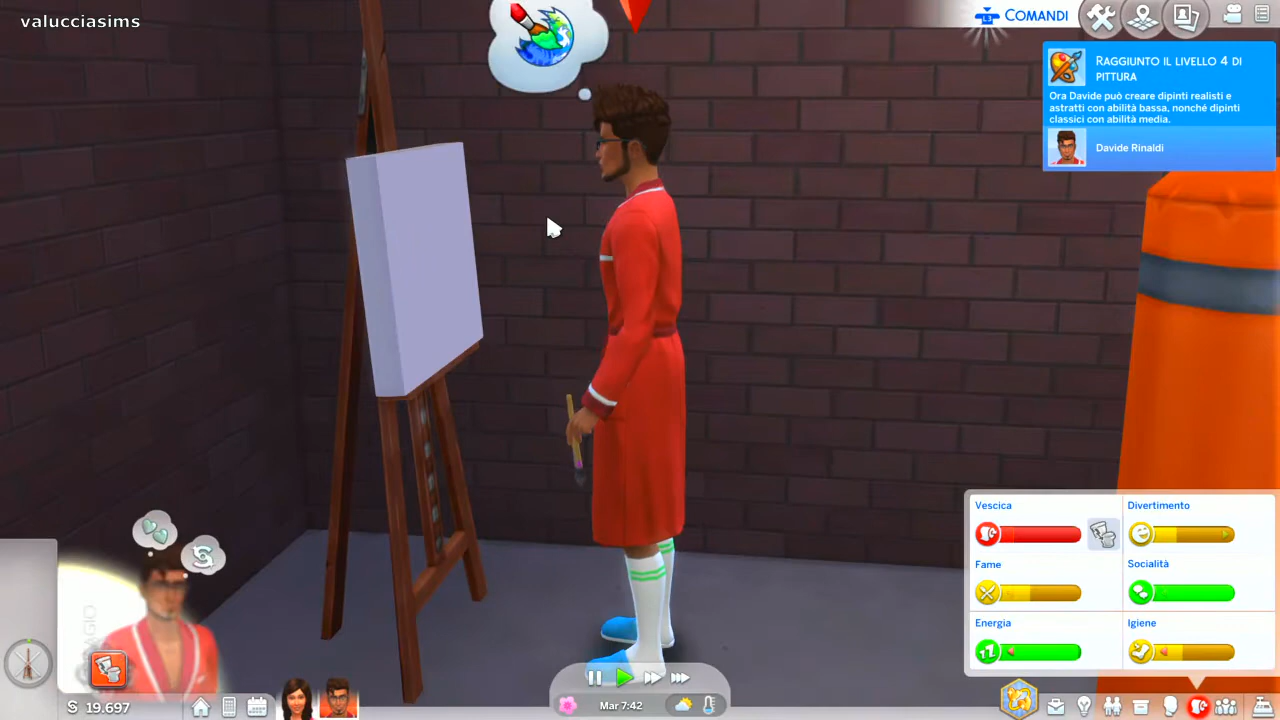 valucciasims
L3 COMANDI
RAGGIUNTO IL LIVELLO 4 DI
PITTURA
Ora Davide può creare dipinti realisti e
astratti con abilità bassa, nonché dipinti
classici con abilità media.
Davide Rinaldi
Vescica
Divertimento
Fame
Socialità
Energia
Igiene
§ 19.697
Mar 7:42